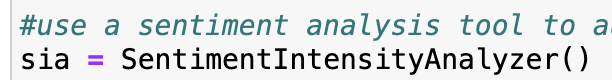 #use a sentiment analysis tool to
sia = SentimentIntensityAnalyzer()